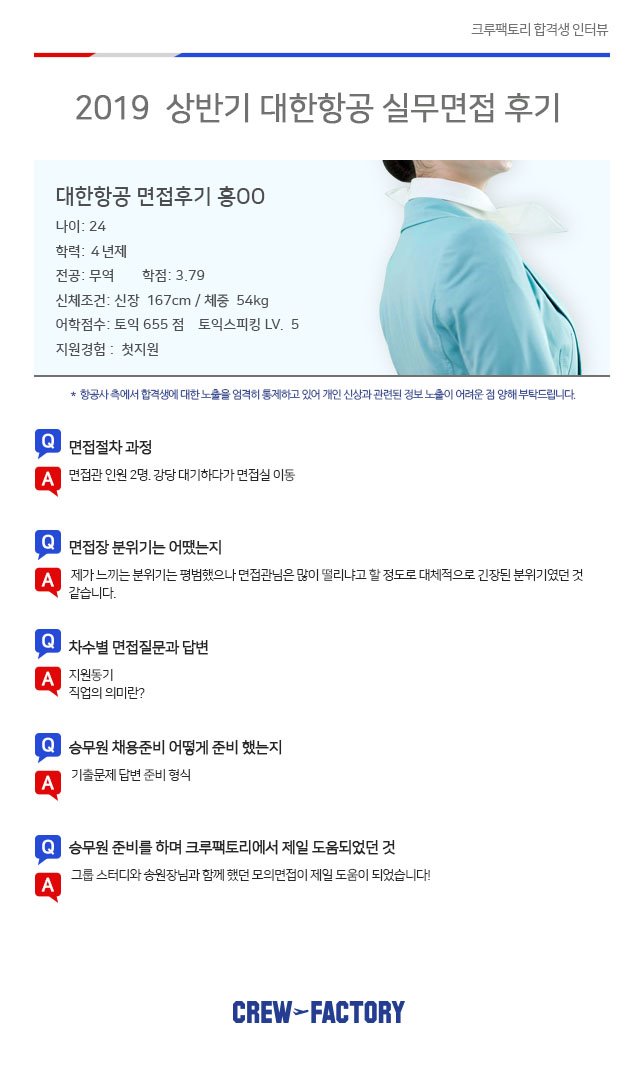 크루팩토리 합격생 인터뷰
2019 상반기 대한항공 실무면접 후기
대한항공 면접후기 홍OO
나이: 24
학력: 4년제
전공: 무역 학점: 3.79
신체조건: 신장 167cm / 체중 54kg
어학점수: 토익 655 점 토익스피킹 LV. 5
지원경험 : 첫지원
* 항공사 측에서 합격생에 대한 노출을 엄격히 통제하고 있어 개인 신상과 관련된 정보 노출이 어려운 점 양해 부탁드립니다.
Q 면접절차 과정
A 면접관 인원 2명. 강당 대기하다가 면접실 이동
Q 면접장 분위기는 어땠는지
A 제가 느끼는 분위기는 평범했으나 면접관님은 많이 떨리냐고 할 정도로 대체적으로 긴장된 분위기였던 것
같습니다.
Q 차수별 면접질문과 답변
A 지원동기
직업의 의미란?
Q 승무원 채용준비 어떻게 준비 했는지
A 기출문제 답변 준비 형식
Q 승무원 준비를 하며 크루팩토리에서 제일 도움되었던 것
A 그룹 스터디와 송원장님과 함께 했던 모의면접이 제일 도움이 되었습니다!
CREW FACTORY